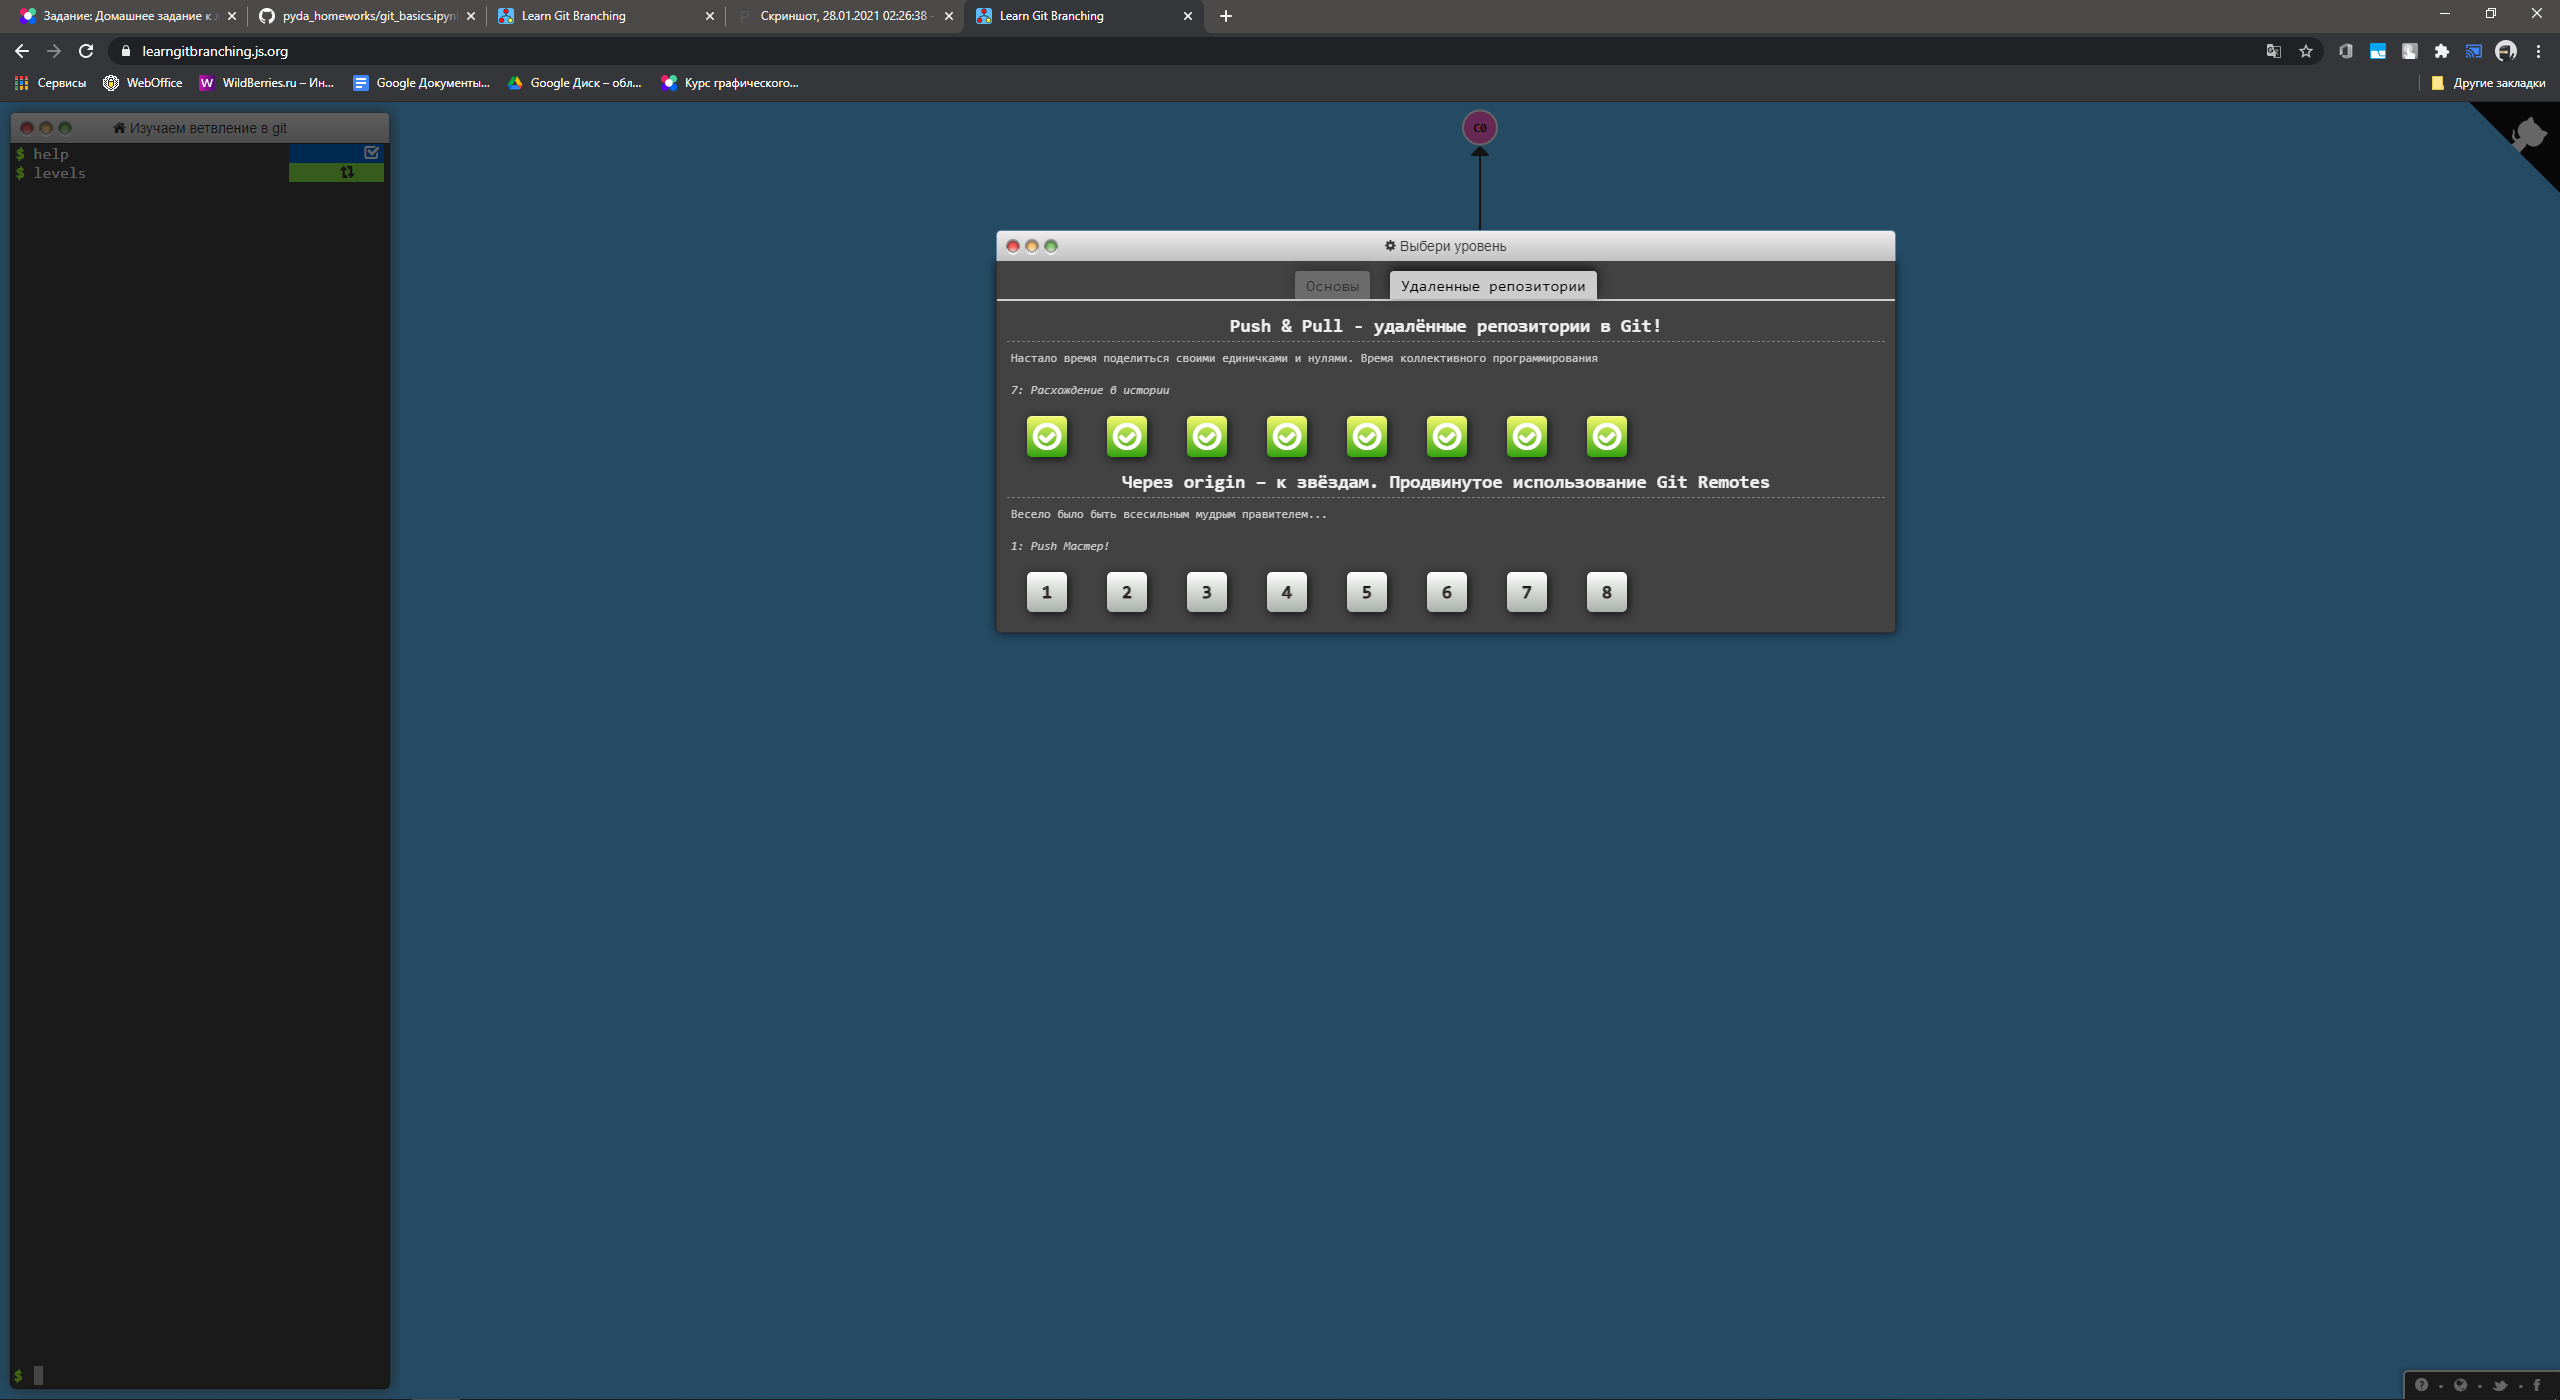 Задание: Домашнее задание к л
pyda_homeworks/git_basics.ipyn
Learn Git Branching
Скриншот, 28.01.2021 02:26:38 -
Learn Git Branching
learngitbranching.js.org
Сервисы
WebOffice
WildBerries.ru – Ин...
Google Документы...
Google Диск – обл...
Курс графического...
Другие закладки
Изучаем ветвление в git
$ help
$ levels
C0
Выбери уровень
Основы
Удаленные репозитории
Push & Pull - удалённые репозитории в Git!
Настало время поделиться своими единичками и нулями. Время коллективного программирования
7: Расхождение в истории
Через origin – к звёздам. Продвинутое использование Git Remotes
Весело было быть всесильным мудрым правителем...
1: Push Мастер!
1 2 3 4 5 6 7 8
$